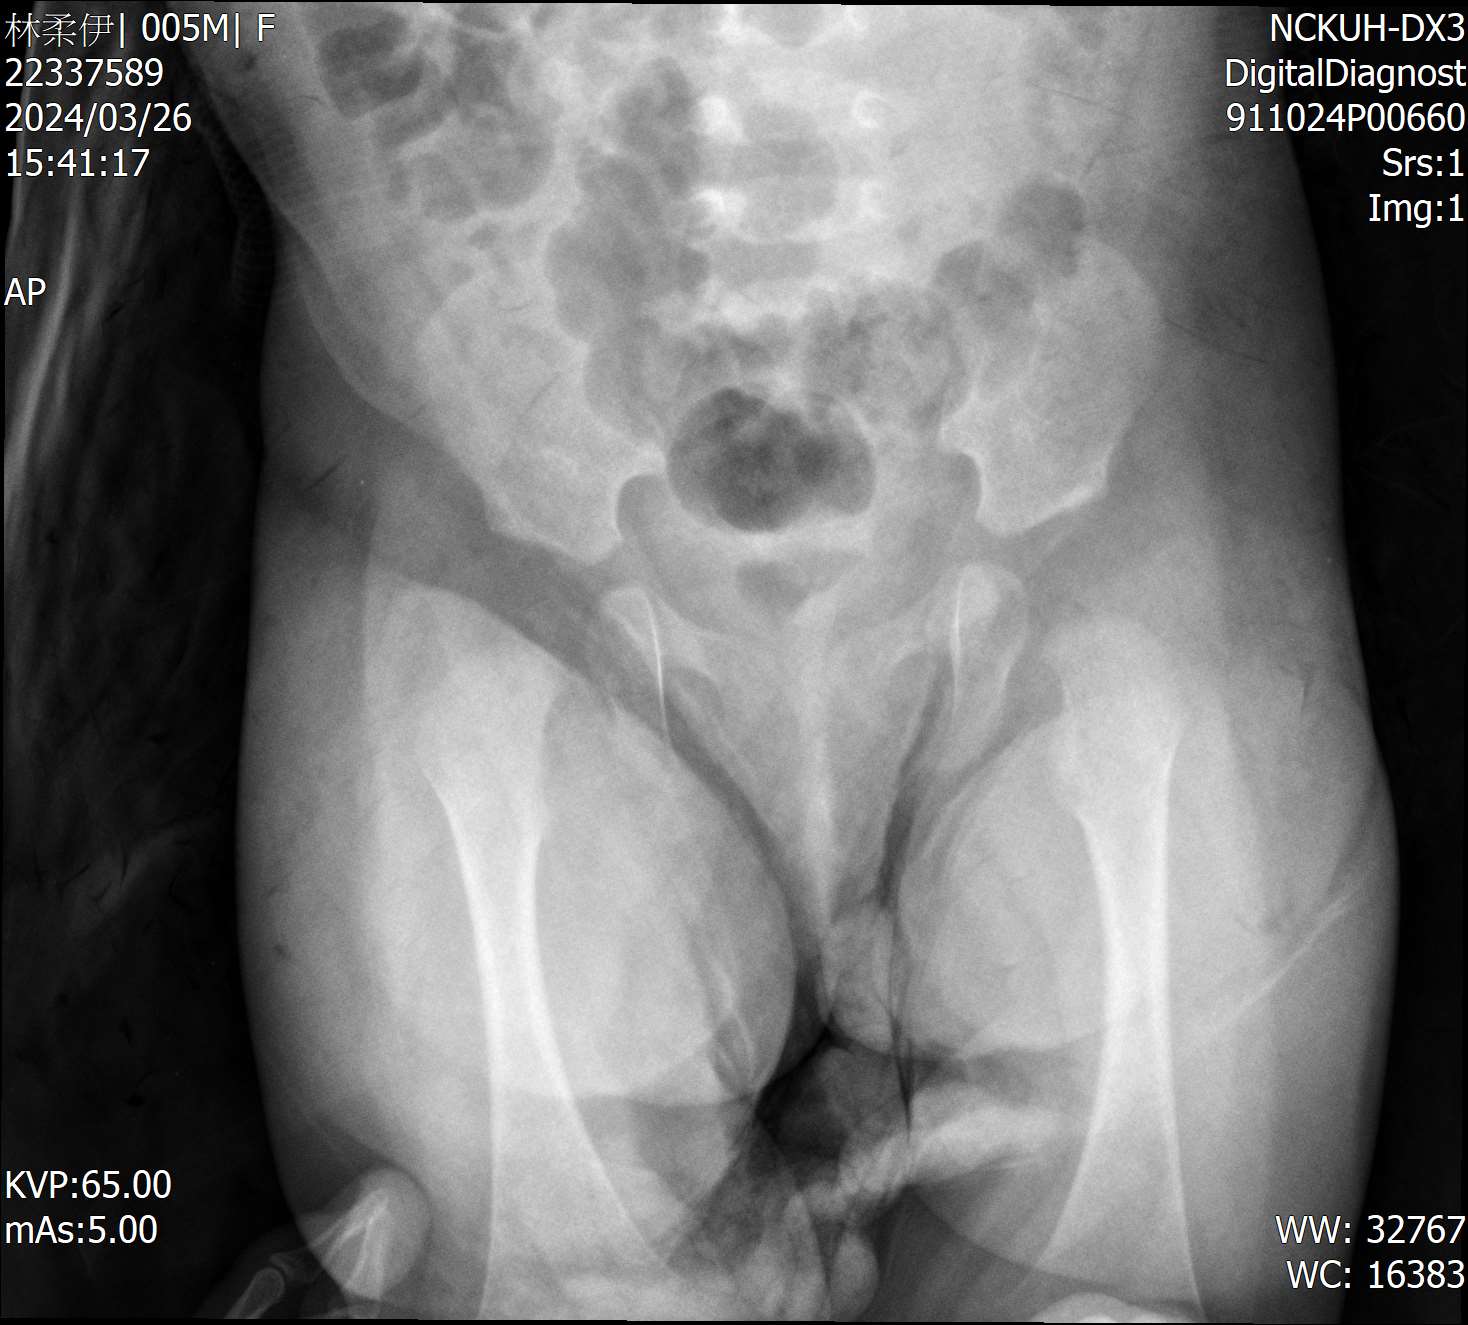 林柔伊| 005M| F
22337589
2024/03/26
15:41:17
AP
NCKUH-DX3
DigitalDiagnost
911024P00660
Srs:1
Img:1
KVP:65.00
mAs:5.00
WW: 32767
WC: 16383